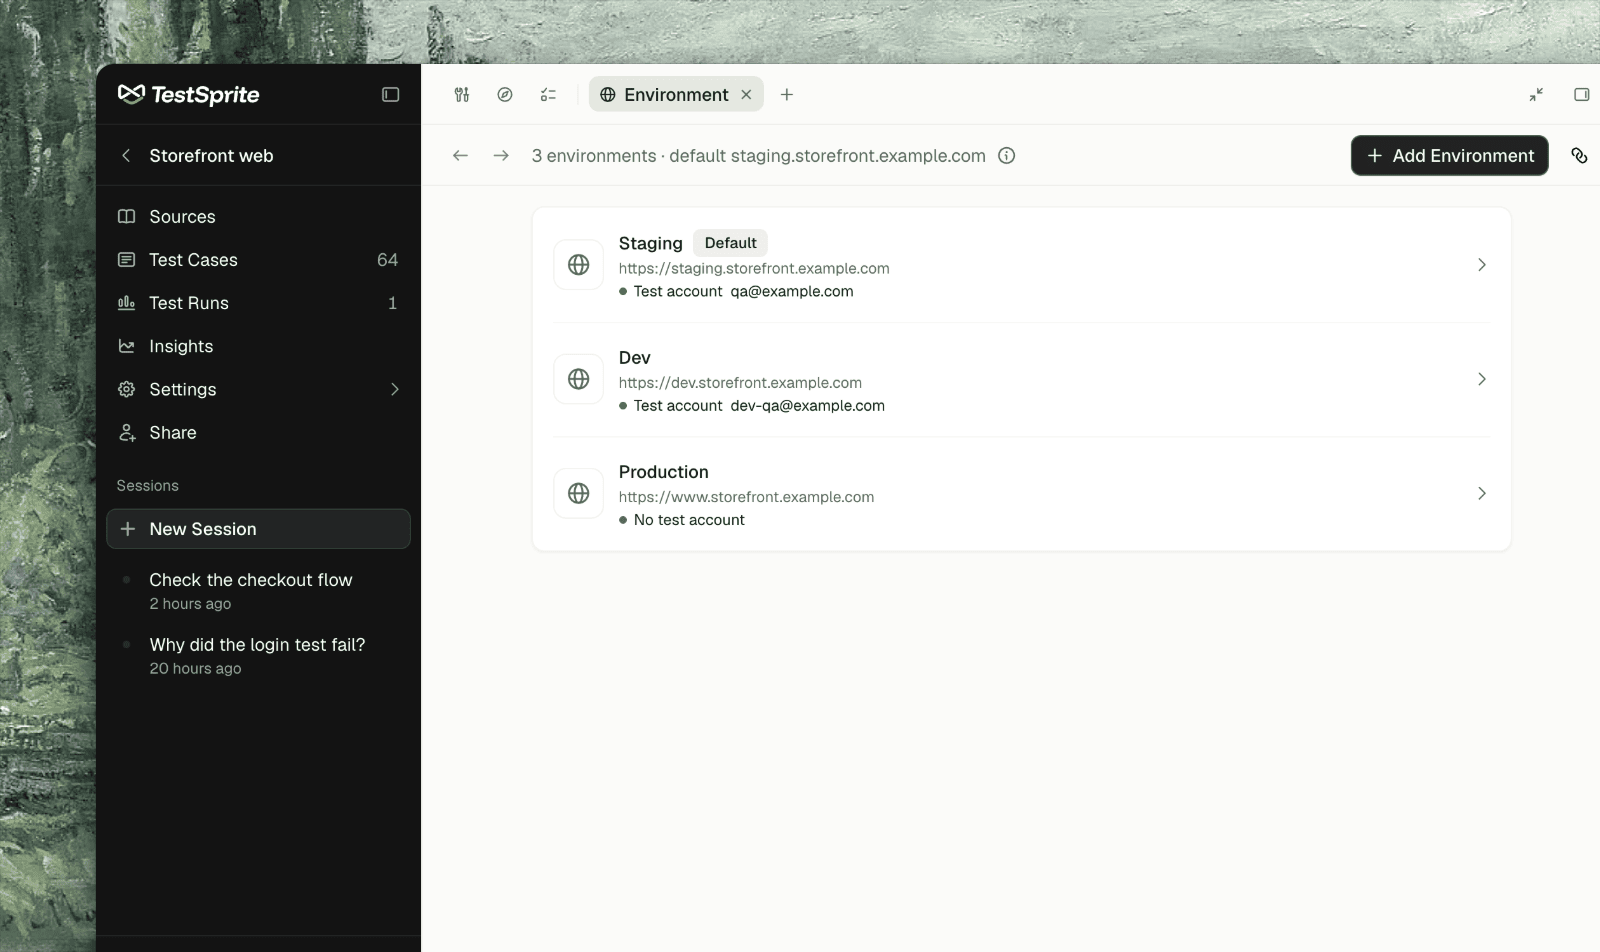 TestSprite
Storefront web
Sources
Test Cases 64
Test Runs 1
Insights
Settings
Share
Sessions
New Session
Check the checkout flow
2 hours ago
Why did the login test fail?
20 hours ago
Environment
3 environments · default staging.storefront.example.com
Add Environment
Staging Default
https://staging.storefront.example.com
Test account qa@example.com
Dev
https://dev.storefront.example.com
Test account dev-qa@example.com
Production
https://www.storefront.example.com
No test account